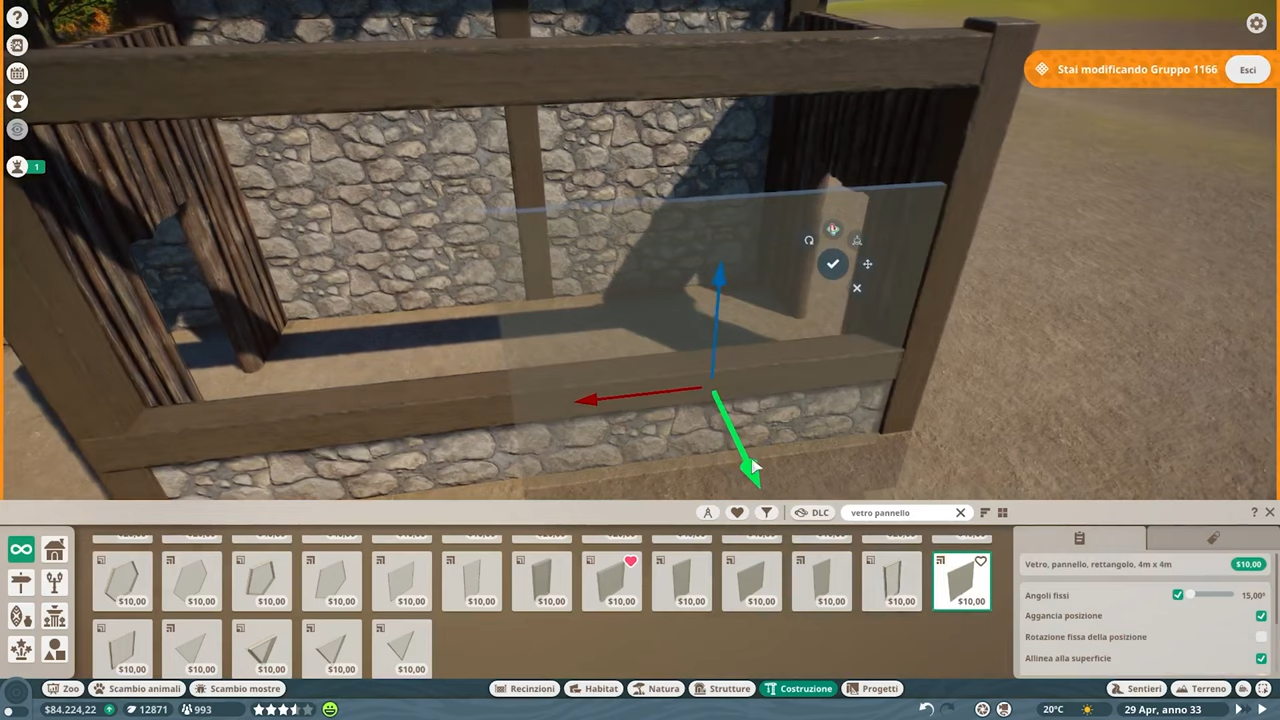 ?
Stai modificando Gruppo 1166
Esci
1
DLC
vetro pannello
?
$10,00 $10,00 $10,00 $10,00 $10,00 $10,00 $10,00 $10,00 $10,00 $10,00 $10,00 $10,00 $10,00
$10,00 $10,00 $10,00 $10,00 $10,00
Vetro, pannello, rettangolo, 4m x 4m $10,00
Angoli fissi 15,00°
Aggancia posizione
Rotazione fissa della posizione
Allinea alla superficie
Zoo Scambio animali Scambio mostre Recinzioni Habitat Natura Strutture Costruzione Progetti Sentieri Terreno
$84.224,22 12871 993 20°C 29 Apr, anno 33